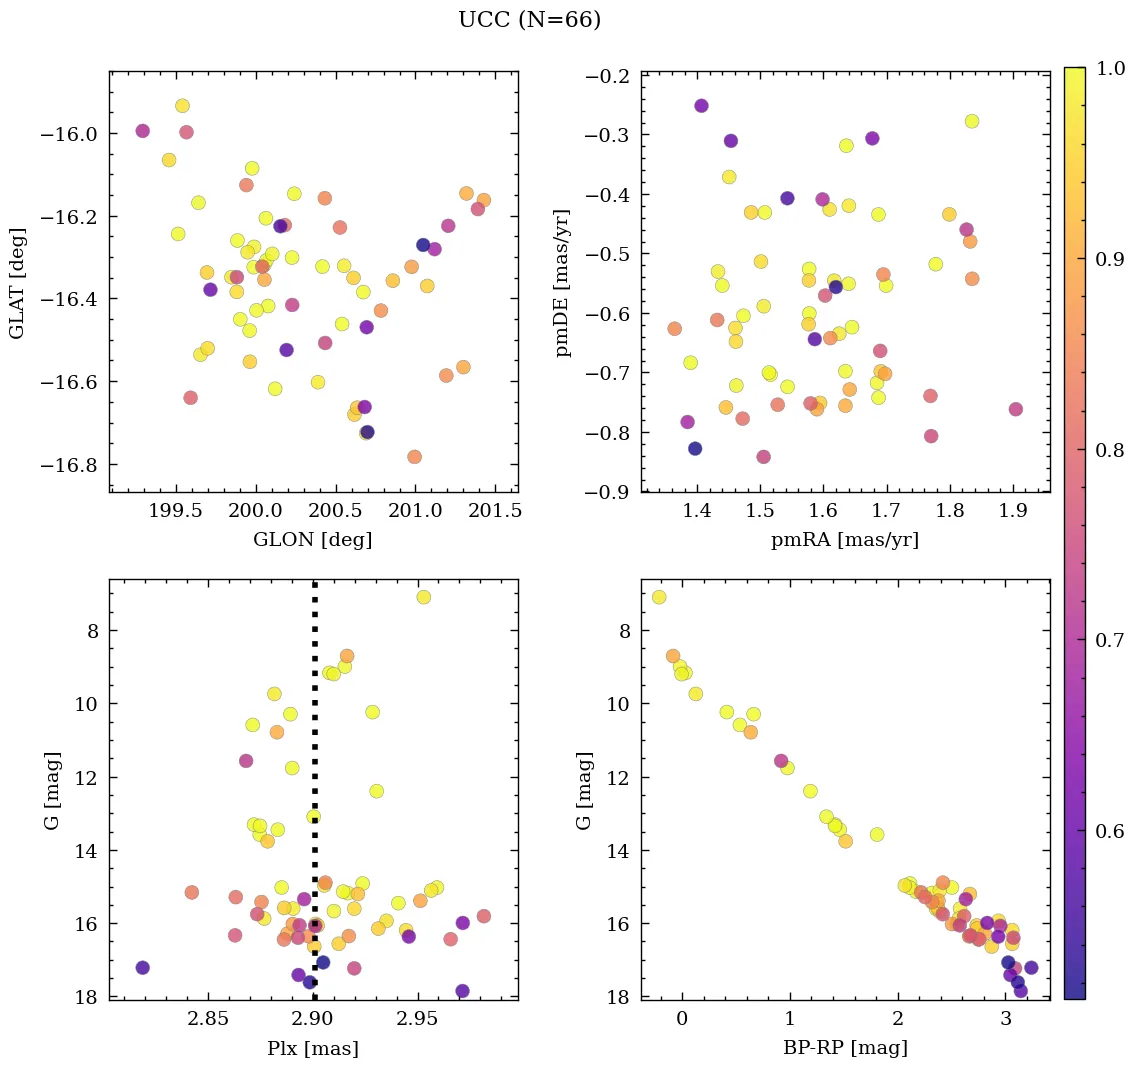 UCC (N=66)
−16.0
−16.2
−16.4
−16.6
−16.8
GLAT [deg]
199.5 200.0 200.5 201.0 201.5
GLON [deg]
−0.2
−0.3
−0.4
−0.5
−0.6
−0.7
−0.8
−0.9
pmDE [mas/yr]
1.4 1.5 1.6 1.7 1.8 1.9
pmRA [mas/yr]
8
10
12
14
16
18
G [mag]
2.85 2.90 2.95
Plx [mas]
8
10
12
14
16
18
G [mag]
0 1 2 3
BP-RP [mag]
1.0
0.9
0.8
0.7
0.6